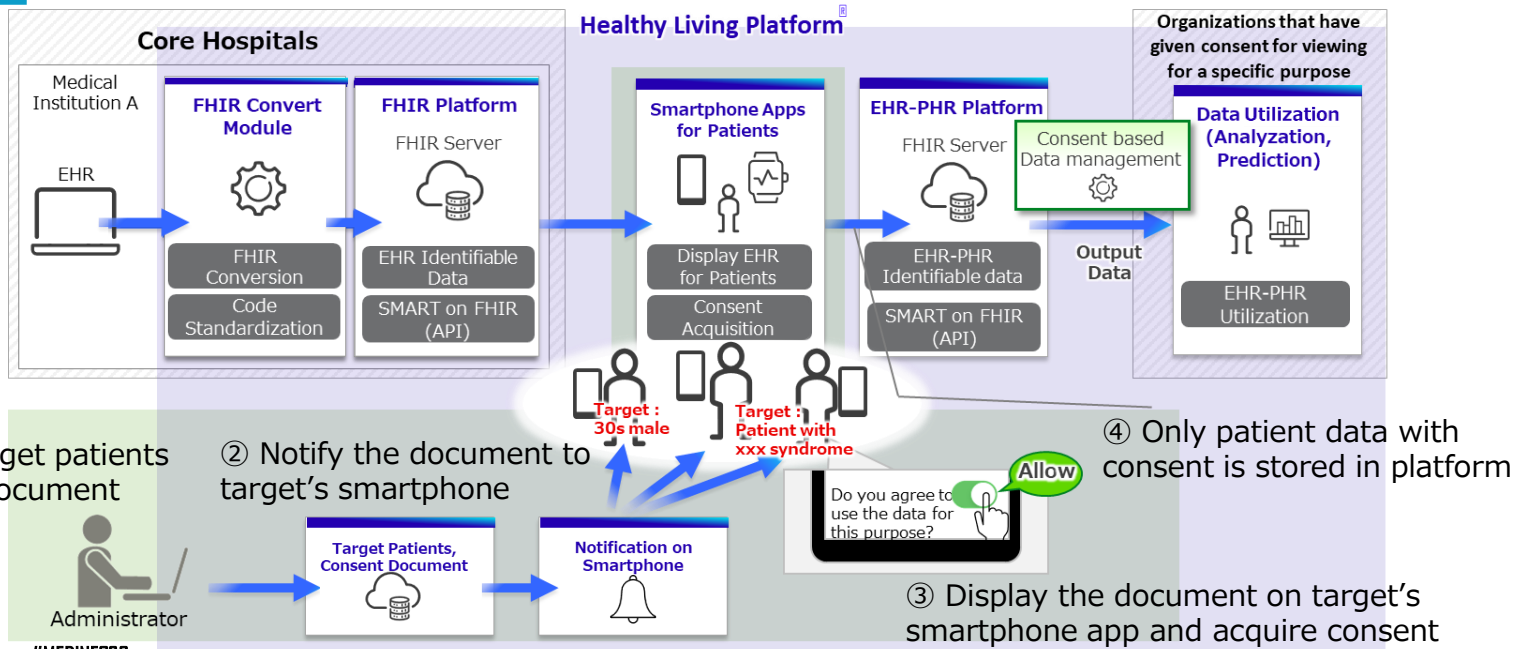 Healthy Living Platform®
Core Hospitals
Organizations that have
given consent for viewing
for a specific purpose
Medical
Institution A
EHR
FHIR Convert
Module
FHIR
Conversion
Code
Standardization
FHIR Platform
FHIR Server
EHR Identifiable
Data
SMART on FHIR
(API)
Smartphone Apps
for Patients
Display EHR
for Patients
Consent
Acquisition
EHR-PHR Platform
FHIR Server
EHR-PHR
Identifiable data
SMART on FHIR
(API)
Consent based
Data management
Output
Data
Data Utilization
(Analyzation,
Prediction)
EHR-PHR
Utilization
Target :
30s male
Target :
Patient with
xxx syndrome
get patients
ocument
② Notify the document to
target's smartphone
④ Only patient data with
consent is stored in platform
Allow
Do you agree to
use the data for
this purpose?
Administrator
Target Patients,
Consent Document
Notification on
Smartphone
③ Display the document on target's
smartphone app and acquire consent